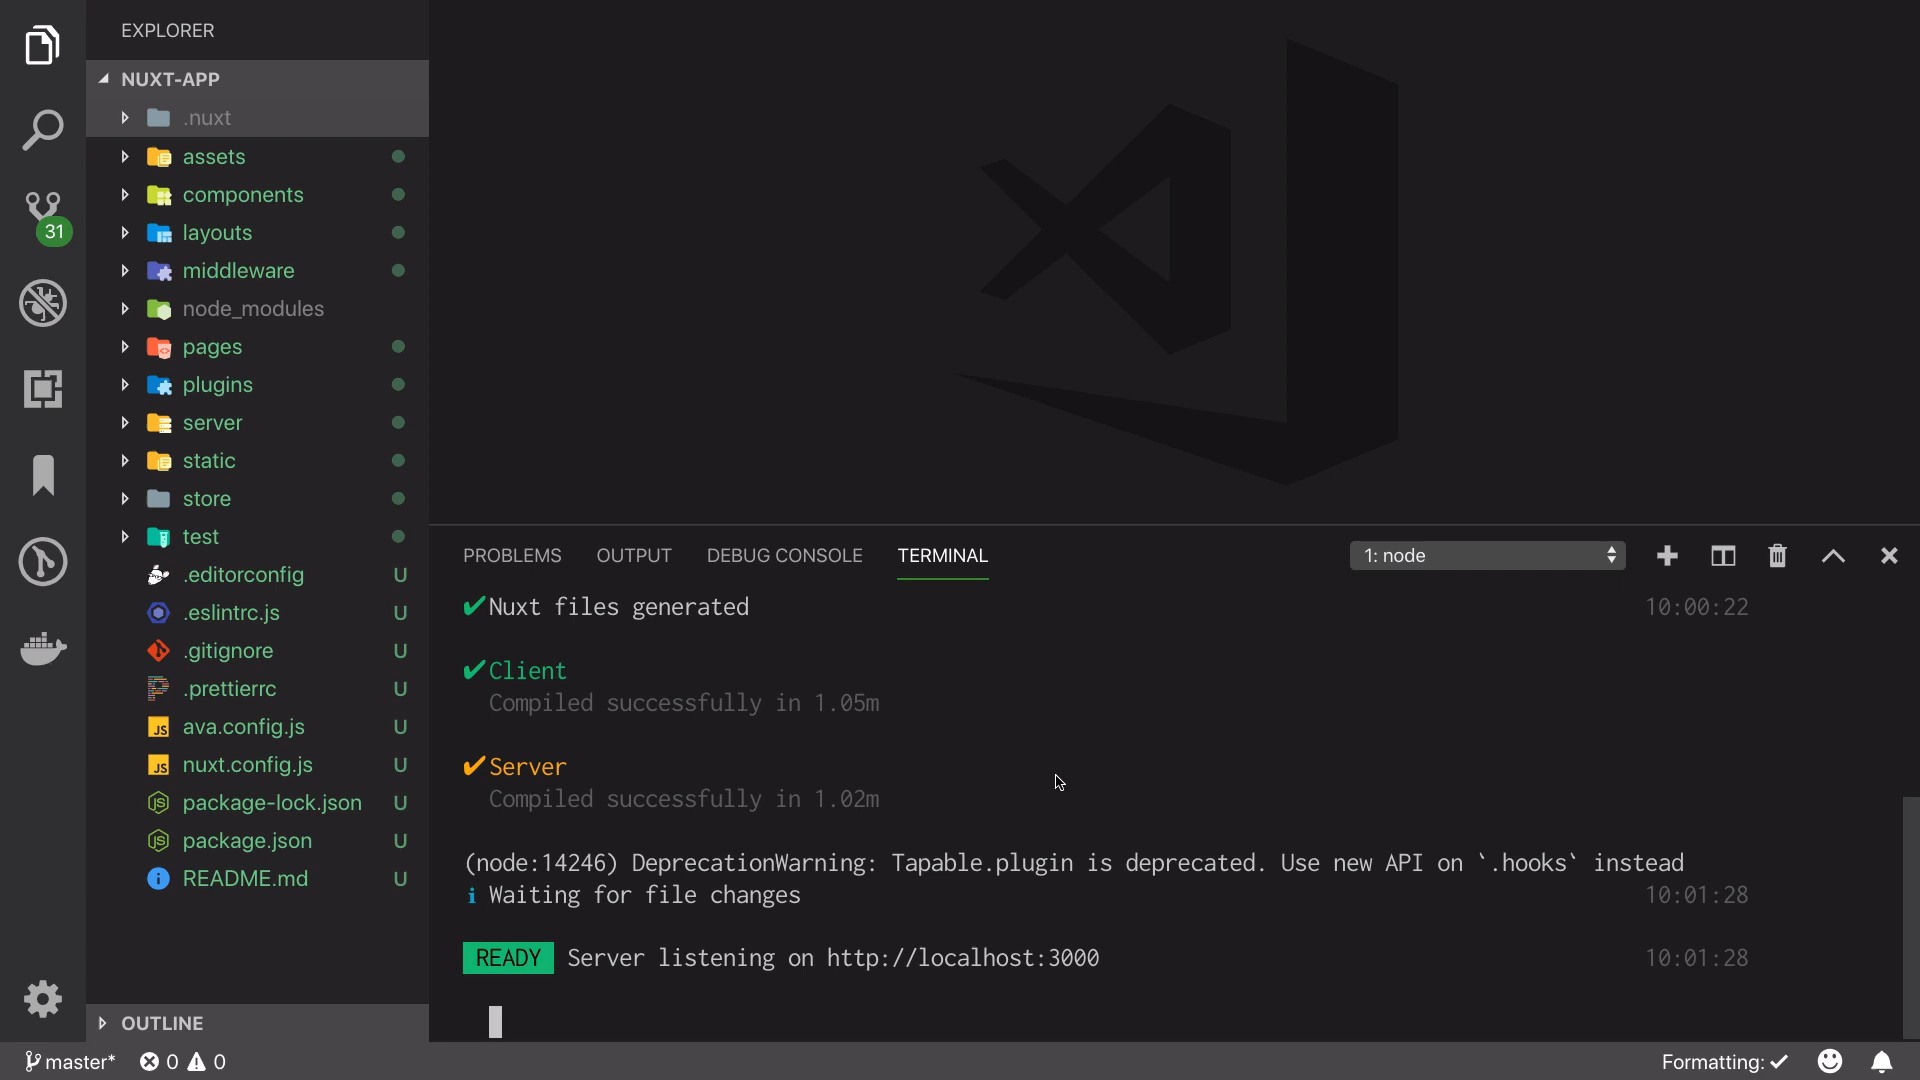 EXPLORER
NUXT-APP
.nuxt
assets
components
layouts
middleware
node_modules
pages
plugins
server
static
store
test
.editorconfig U
.eslintrc.js U
.gitignore U
.prettierrc U
ava.config.js U
nuxt.config.js U
package-lock.json U
package.json U
README.md U
OUTLINE
31
PROBLEMS OUTPUT DEBUG CONSOLE TERMINAL 1: node
✔Nuxt files generated 10:00:22
✔Client
Compiled successfully in 1.05m
✔Server
Compiled successfully in 1.02m
(node:14246) DeprecationWarning: Tapable.plugin is deprecated. Use new API on `.hooks` instead
ℹ Waiting for file changes 10:01:28
READY Server listening on http://localhost:3000 10:01:28
master* 0 0 Formatting: ✓